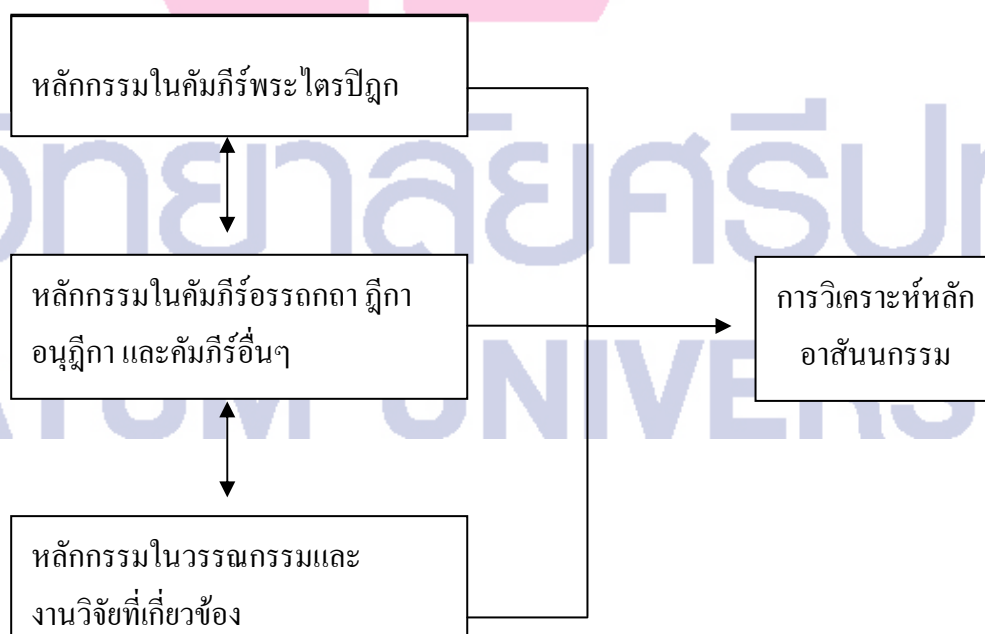 หลักกรรมในคัมภีร์พระไตรปิฎก
หลักกรรมในคัมภีร์อรรถกถา ฎีกา
อนุฎีกา และคัมภีร์อื่นๆ
การวิเคราะห์หลัก
อาสันนกรรม
หลักกรรมในวรรณกรรมและ
งานวิจัยที่เกี่ยวข้อง